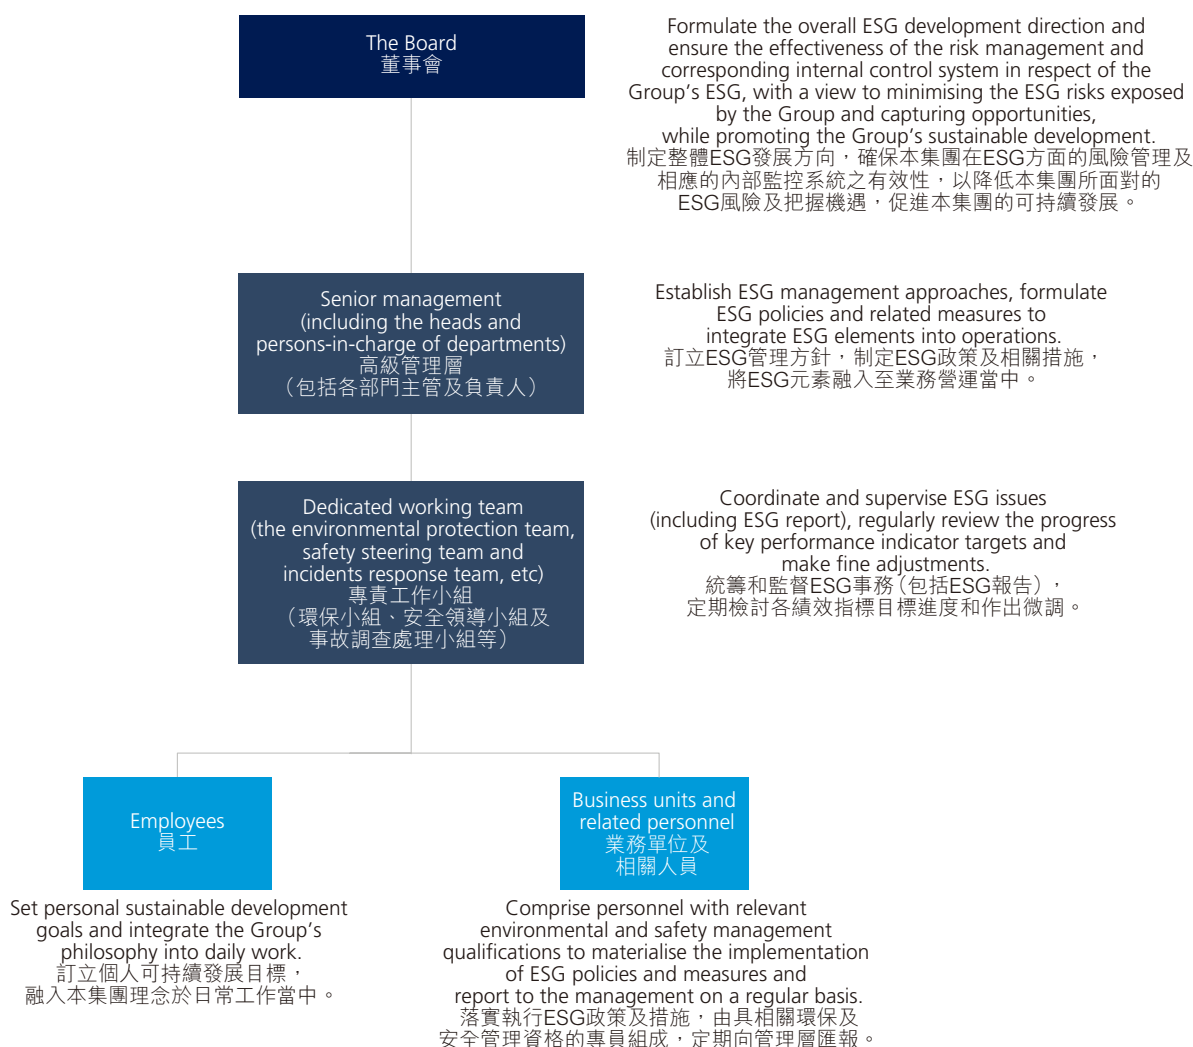 The Board
董事會
Formulate the overall ESG development direction and
ensure the effectiveness of the risk management and
corresponding internal control system in respect of the
Group's ESG, with a view to minimising the ESG risks exposed
by the Group and capturing opportunities,
while promoting the Group's sustainable development.
制定整體ESG發展方向，確保本集團在ESG方面的風險管理及
相應的內部監控系統之有效性，以降低本集團所面對的
ESG風險及把握機遇，促進本集團的可持續發展。
Senior management
(including the heads and
persons-in-charge of departments)
高級管理層
（包括各部門主管及負責人）
Establish ESG management approaches, formulate
ESG policies and related measures to
integrate ESG elements into operations.
訂立ESG管理方針，制定ESG政策及相關措施，
將ESG元素融入至業務營運當中。
Dedicated working team
(the environmental protection team,
safety steering team and
incidents response team, etc)
專責工作小組
（環保小組、安全領導小組及
事故調查處理小組等）
Coordinate and supervise ESG issues
(including ESG report), regularly review the progress
of key performance indicator targets and
make fine adjustments.
統籌和監督ESG事務（包括ESG報告），
定期檢討各績效指標目標進度和作出微調。
Employees
員工
Set personal sustainable development
goals and integrate the Group's
philosophy into daily work.
訂立個人可持續發展目標，
融入本集團理念於日常工作當中。
Business units and
related personnel
業務單位及
相關人員
Comprise personnel with relevant
environmental and safety management
qualifications to materialise the implementation
of ESG policies and measures and
report to the management on a regular basis.
落實執行ESG政策及措施，由具相關環保及
安全管理資格的專員組成，定期向管理層匯報。